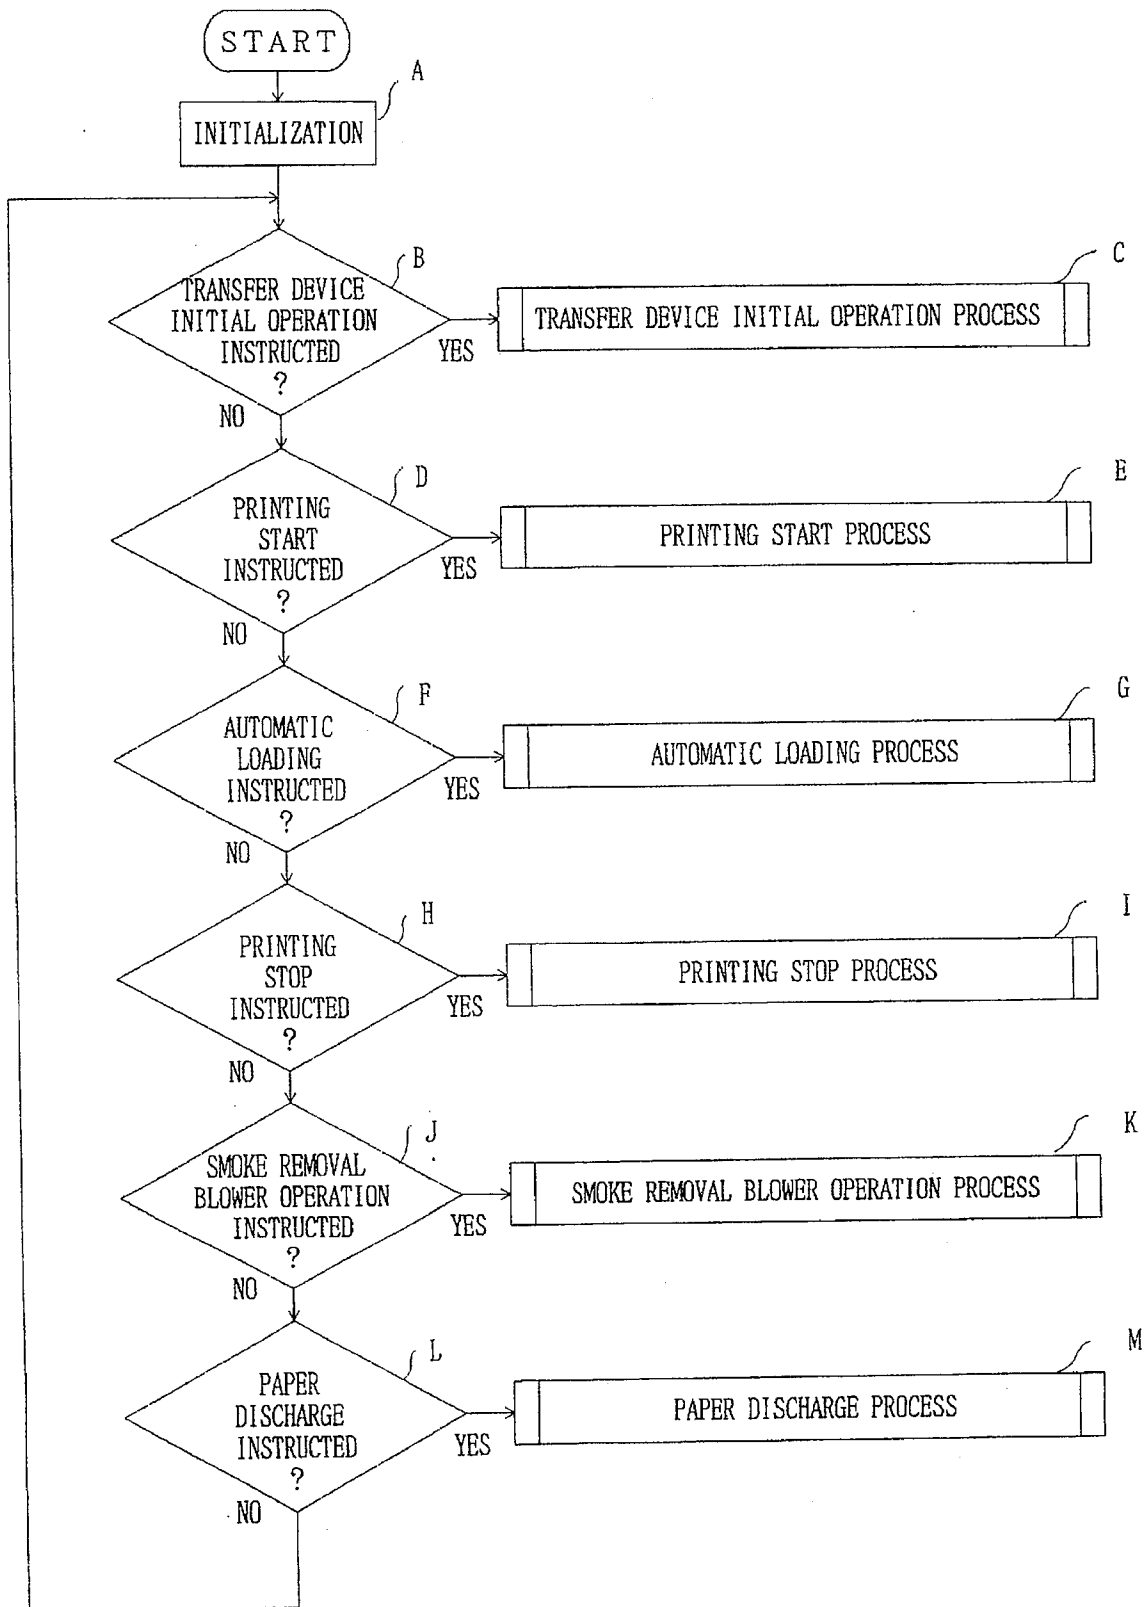 START
A
INITIALIZATION
B
TRANSFER DEVICE
INITIAL OPERATION
INSTRUCTED
?
YES
NO
C
TRANSFER DEVICE INITIAL OPERATION PROCESS
D
PRINTING
START
INSTRUCTED
?
YES
NO
E
PRINTING START PROCESS
F
AUTOMATIC
LOADING
INSTRUCTED
?
YES
NO
G
AUTOMATIC LOADING PROCESS
H
PRINTING
STOP
INSTRUCTED
?
YES
NO
I
PRINTING STOP PROCESS
J
SMOKE REMOVAL
BLOWER OPERATION
INSTRUCTED
?
YES
NO
K
SMOKE REMOVAL BLOWER OPERATION PROCESS
L
PAPER
DISCHARGE
INSTRUCTED
?
YES
NO
M
PAPER DISCHARGE PROCESS